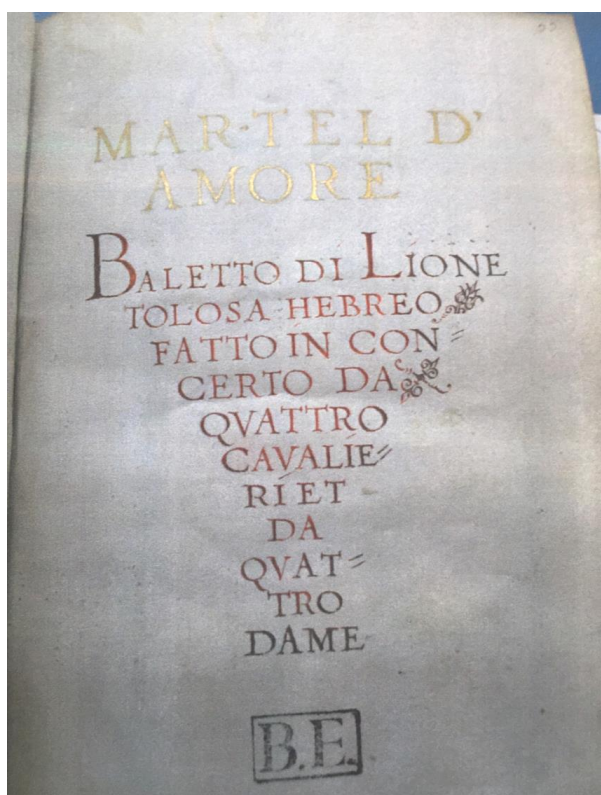 MAR·TEL D'
AMORE
BALETTO DI LIONE
TOLOSA HEBREO
FATTO IN CON=
CERTO DA
QVATTRO
CAVALIE=
RI ET
DA
QVAT=
TRO
DAME
B.E.